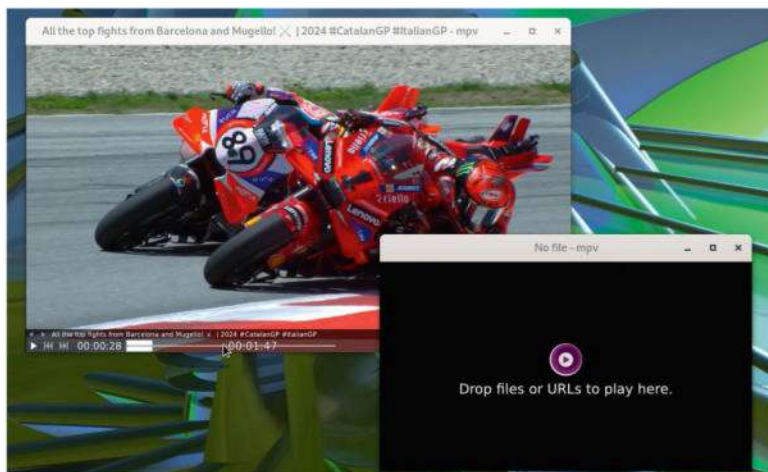 All the top fights from Barcelona and Mugello! ⚔ | 2024 #CatalanGP #ItalianGP - mpv
89
Lenovo
Lenovo
riello
No file - mpv
All the top fights from Barcelona and Mugello! ⚔ | 2024 #CatalanGP #ItalianGP
00:00:28
00:01:47
Drop files or URLs to play here.